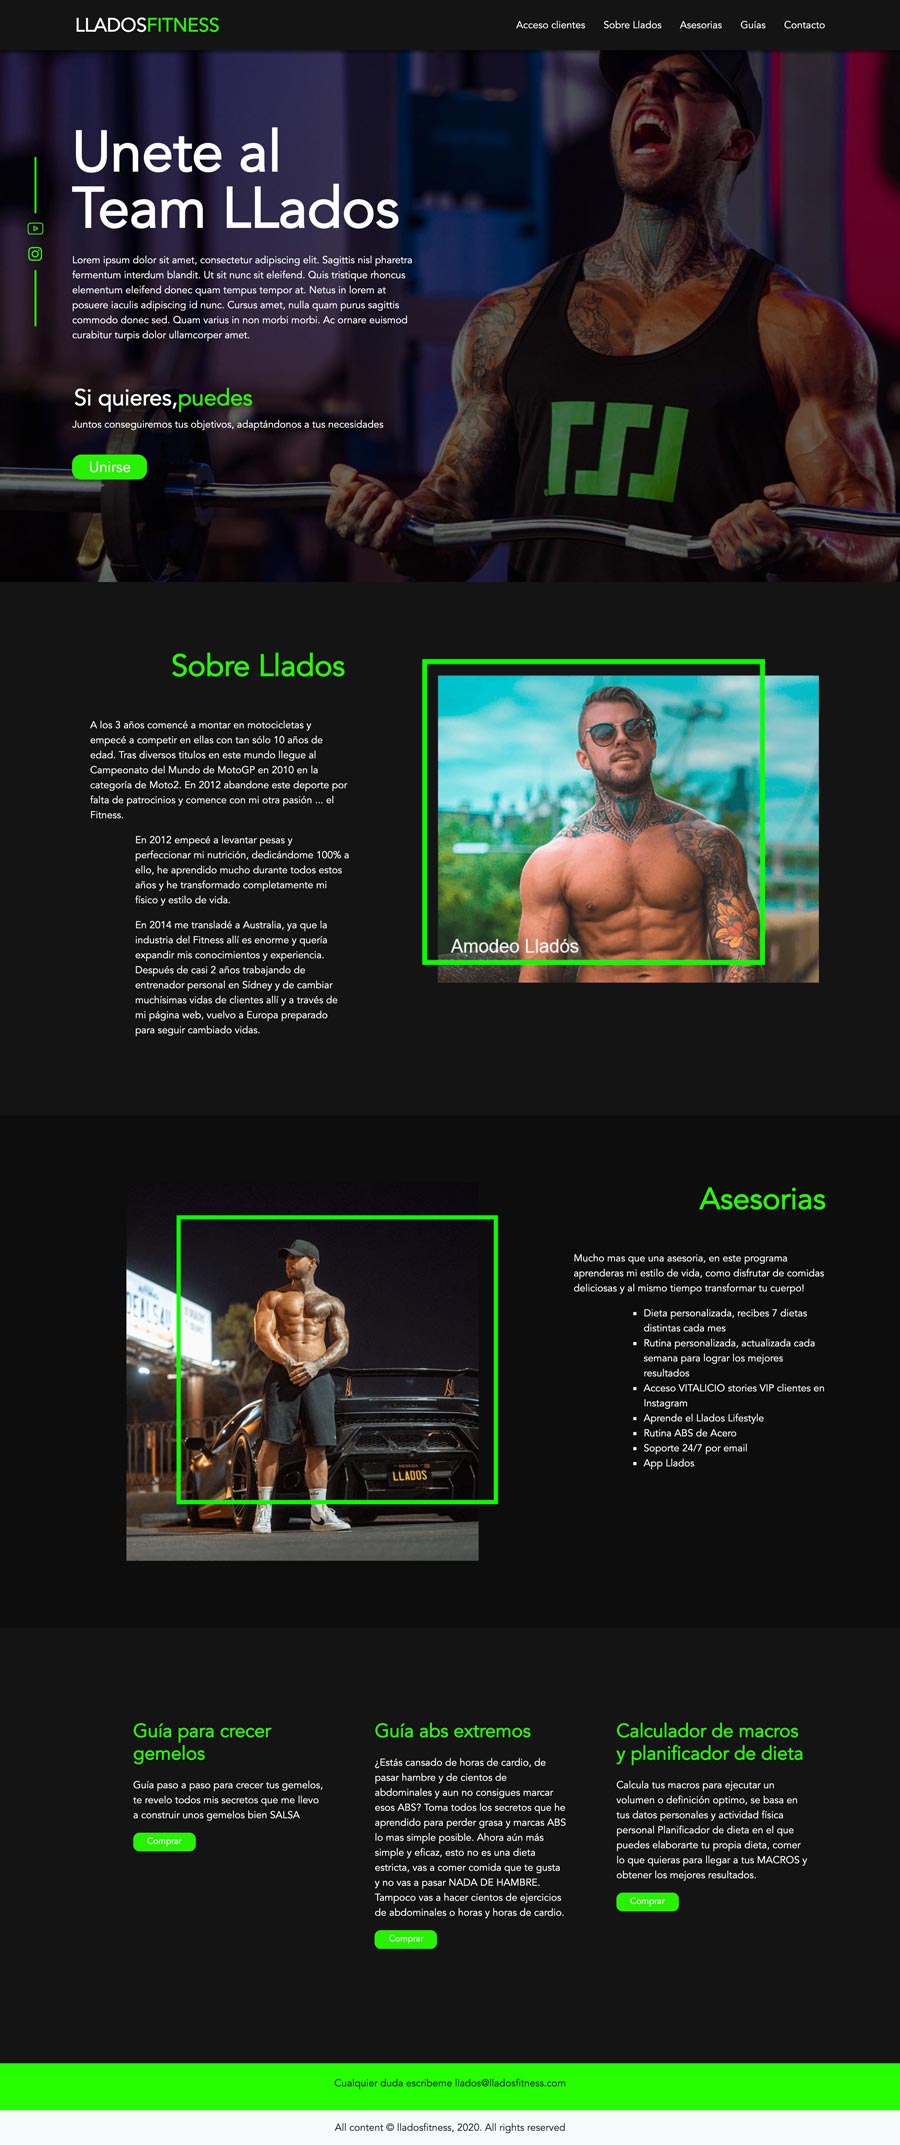 LLADOSFITNESS
Acceso clientes
Sobre Llados
Asesorias
Guías
Contacto
Unete al
Team LLados
Lorem ipsum dolor sit amet, consectetur adipiscing elit. Sagittis nisl pharetra
fermentum interdum blandit. Ut sit nunc sit eleifend. Quis tristique rhoncus
elementum eleifend donec quam tempus tempor at. Netus in lorem at
posuere iaculis adipiscing id nunc. Cursus amet, nulla quam purus sagittis
commodo donec sed. Quam varius in non morbi morbi. Ac ornare euismod
curabitur turpis dolor ullamcorper amet.
Si quieres,puedes
Juntos conseguiremos tus objetivos, adaptándonos a tus necesidades
Unirse
Sobre Llados
A los 3 años comencé a montar en motocicletas y
empecé a competir en ellas con tan sólo 10 años de
edad. Tras diversos titulos en este mundo llegue al
Campeonato del Mundo de MotoGP en 2010 en la
categoría de Moto2. En 2012 abandone este deporte por
falta de patrocinios y comence con mi otra pasión ... el
Fitness.
En 2012 empecé a levantar pesas y
perfeccionar mi nutrición, dedicándome 100% a
ello, he aprendido mucho durante todos estos
años y he transformado completamente mi
físico y estilo de vida.
En 2014 me transladé a Australia, ya que la
industria del Fitness allí es enorme y quería
expandir mis conocimientos y experiencia.
Después de casi 2 años trabajando de
entrenador personal en Sídney y de cambiar
muchísimas vidas de clientes allí y a través de
mi página web, vuelvo a Europa preparado
para seguir cambiado vidas.
Amodeo Lladós
Asesorias
Mucho mas que una asesoria, en este programa
aprenderas mi estilo de vida, como disfrutar de comidas
deliciosas y al mismo tiempo transformar tu cuerpo!
Dieta personalizada, recibes 7 dietas
distintas cada mes
Rutina personalizada, actualizada cada
semana para lograr los mejores
resultados
Acceso VITALICIO stories VIP clientes en
Instagram
Aprende el Llados Lifestyle
Rutina ABS de Acero
Soporte 24/7 por email
App Llados
LLADOS
Guía para crecer
gemelos
Guía paso a paso para crecer tus gemelos,
te revelo todos mis secretos que me llevo
a construir unos gemelos bien SALSA
Comprar
Guía abs extremos
¿Estás cansado de horas de cardio, de
pasar hambre y de cientos de
abdominales y aun no consigues marcar
esos ABS? Toma todos los secretos que he
aprendido para perder grasa y marcas ABS
lo mas simple posible. Ahora aún más
simple y eficaz, esto no es una dieta
estricta, vas a comer comida que te gusta
y no vas a pasar NADA DE HAMBRE.
Tampoco vas a hacer cientos de ejercicios
de abdominales o horas y horas de cardio.
Comprar
Calculador de macros
y planificador de dieta
Calcula tus macros para ejecutar un
volumen o definición optimo, se basa en
tus datos personales y actividad física
personal Planificador de dieta en el que
puedes elaborarte tu propia dieta, comer
lo que quieras para llegar a tus MACROS y
obtener los mejores resultados.
Comprar
Cualquier duda escribeme llados@lladosfitness.com
All content © lladosfitness, 2020. All rights reserved